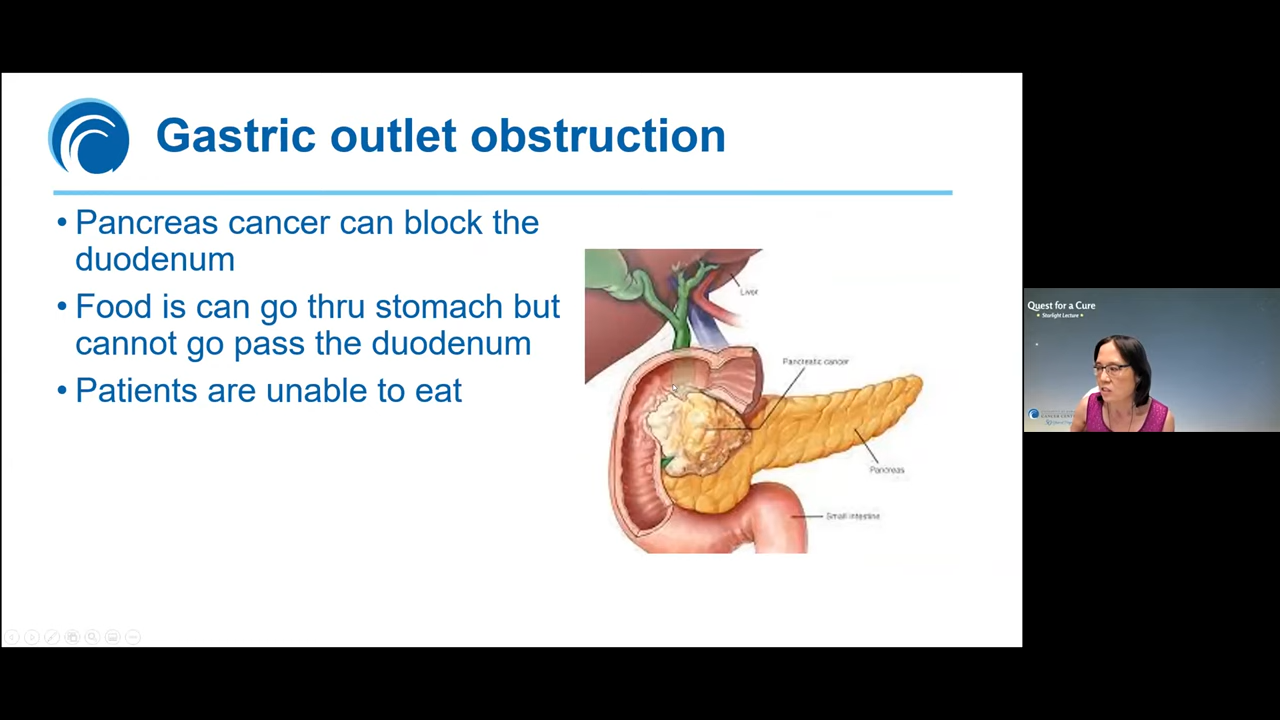 Gastric outlet obstruction
• Pancreas cancer can block the
duodenum
• Food is can go thru stomach but
cannot go pass the duodenum
• Patients are unable to eat
Liver
Pancreatic cancer
Pancreas
Small intestine
Quest for a Cure
• Starlight Lecture •